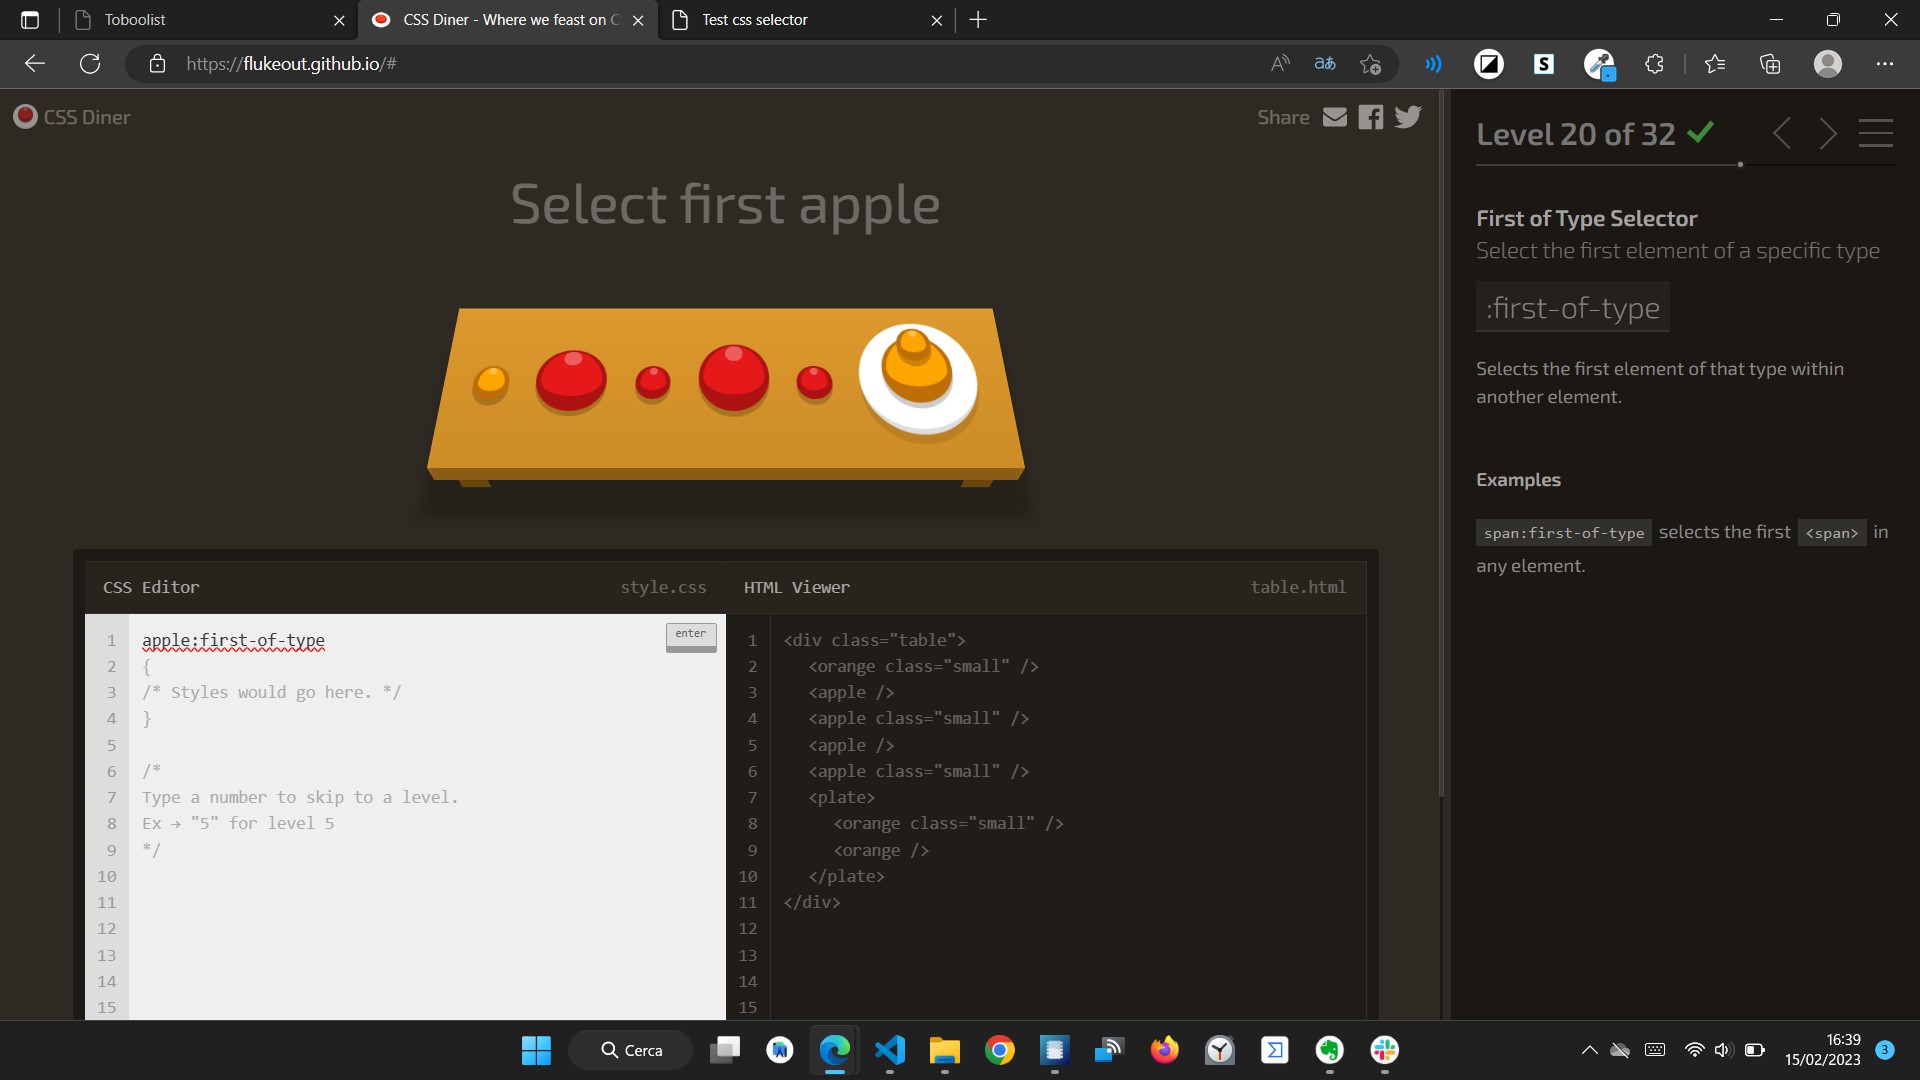 Toboolist
CSS Diner - Where we feast on C
Test css selector
https://flukeout.github.io/#
CSS Diner
Share
Select first apple
Level 20 of 32
First of Type Selector
Select the first element of a specific type
:first-of-type
Selects the first element of that type within
another element.
Examples
span:first-of-type selects the first <span> in
any element.
CSS Editor
style.css
1 apple:first-of-type
enter
2 {
3 /* Styles would go here. */
4 }
5
6 /*
7 Type a number to skip to a level.
8 Ex → "5" for level 5
9 */
10
11
12
13
14
15
HTML Viewer
table.html
1 <div class="table">
2 <orange class="small" />
3 <apple />
4 <apple class="small" />
5 <apple />
6 <apple class="small" />
7 <plate>
8 <orange class="small" />
9 <orange />
10 </plate>
11 </div>
12
13
14
15
Cerca
16:39
15/02/2023
3